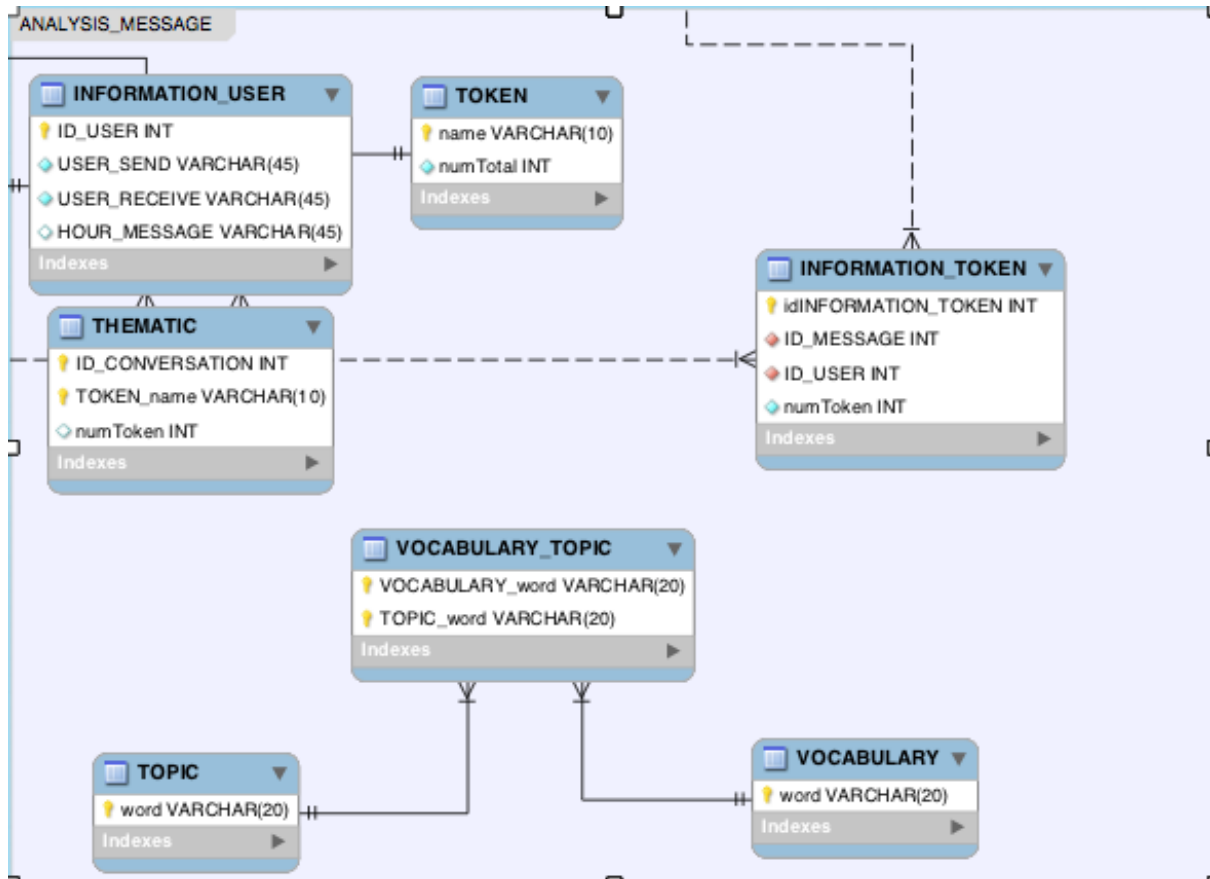 ANALYSIS_MESSAGE
INFORMATION_USER
ID_USER INT
USER_SEND VARCHAR(45)
USER_RECEIVE VARCHAR(45)
HOUR_MESSAGE VARCHAR(45)
Indexes
TOKEN
name VARCHAR(10)
numTotal INT
Indexes
INFORMATION_TOKEN
idINFORMATION_TOKEN INT
ID_MESSAGE INT
ID_USER INT
numToken INT
Indexes
THEMATIC
ID_CONVERSATION INT
TOKEN_name VARCHAR(10)
numToken INT
Indexes
VOCABULARY_TOPIC
VOCABULARY_word VARCHAR(20)
TOPIC_word VARCHAR(20)
Indexes
TOPIC
word VARCHAR(20)
Indexes
VOCABULARY
word VARCHAR(20)
Indexes